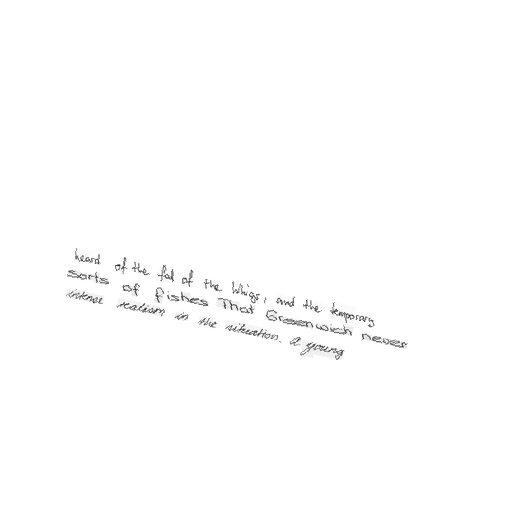 heard of the fall of the Whigs, and the temporary
sorts of fishes That Greenwich never
intense realism in the situation. a young